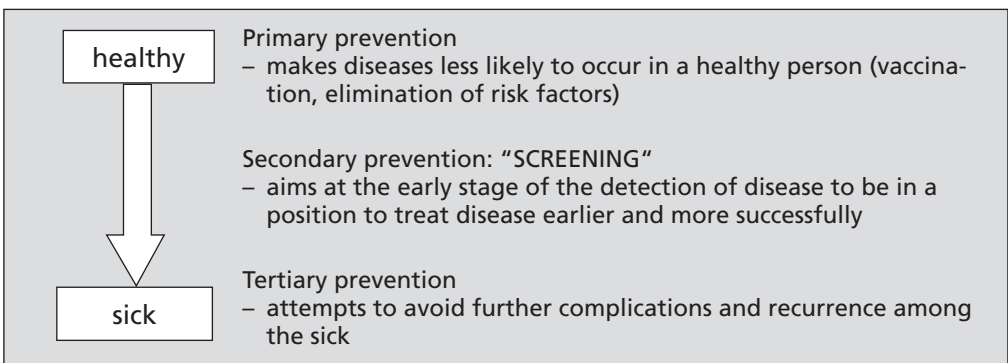 healthy
Primary prevention
– makes diseases less likely to occur in a healthy person (vaccina-
tion, elimination of risk factors)
Secondary prevention: “SCREENING“
– aims at the early stage of the detection of disease to be in a
position to treat disease earlier and more successfully
Tertiary prevention
– attempts to avoid further complications and recurrence among
the sick
sick